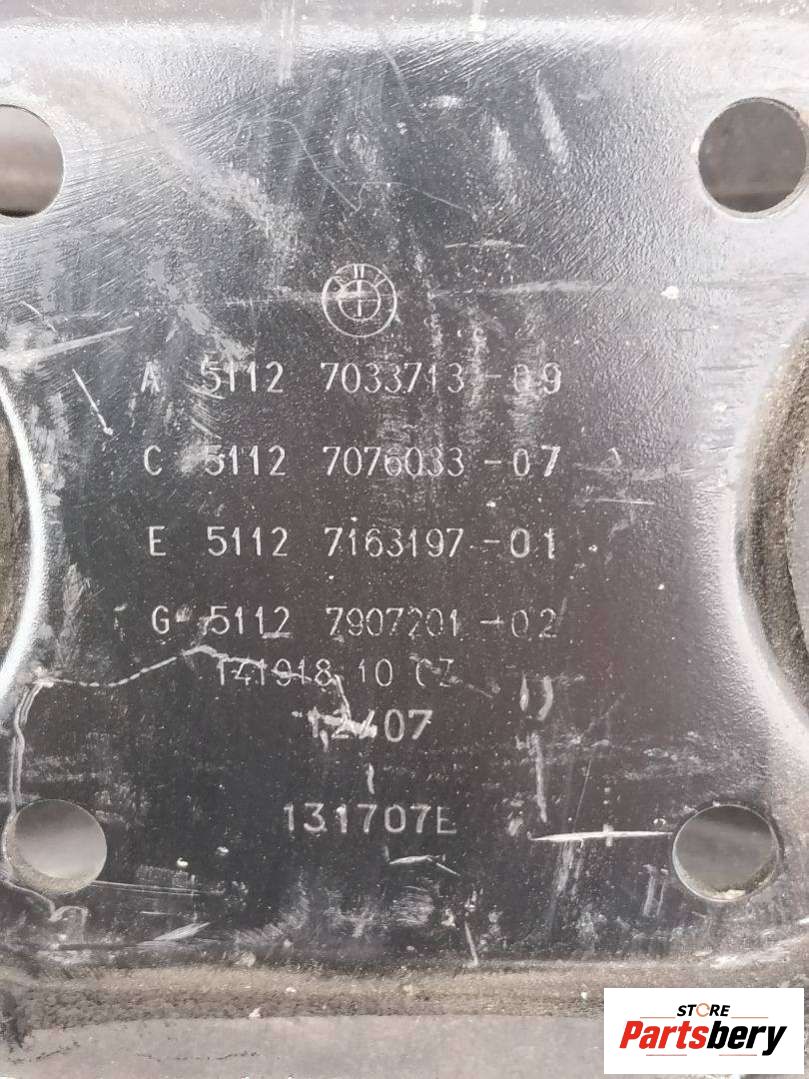 A 5112 7033713-09
C 5112 7076033-07
E 5112 7163197-01
G 5112 7907201-02
141918 10 CZ
12/07
131707E
STORE
Partsbery